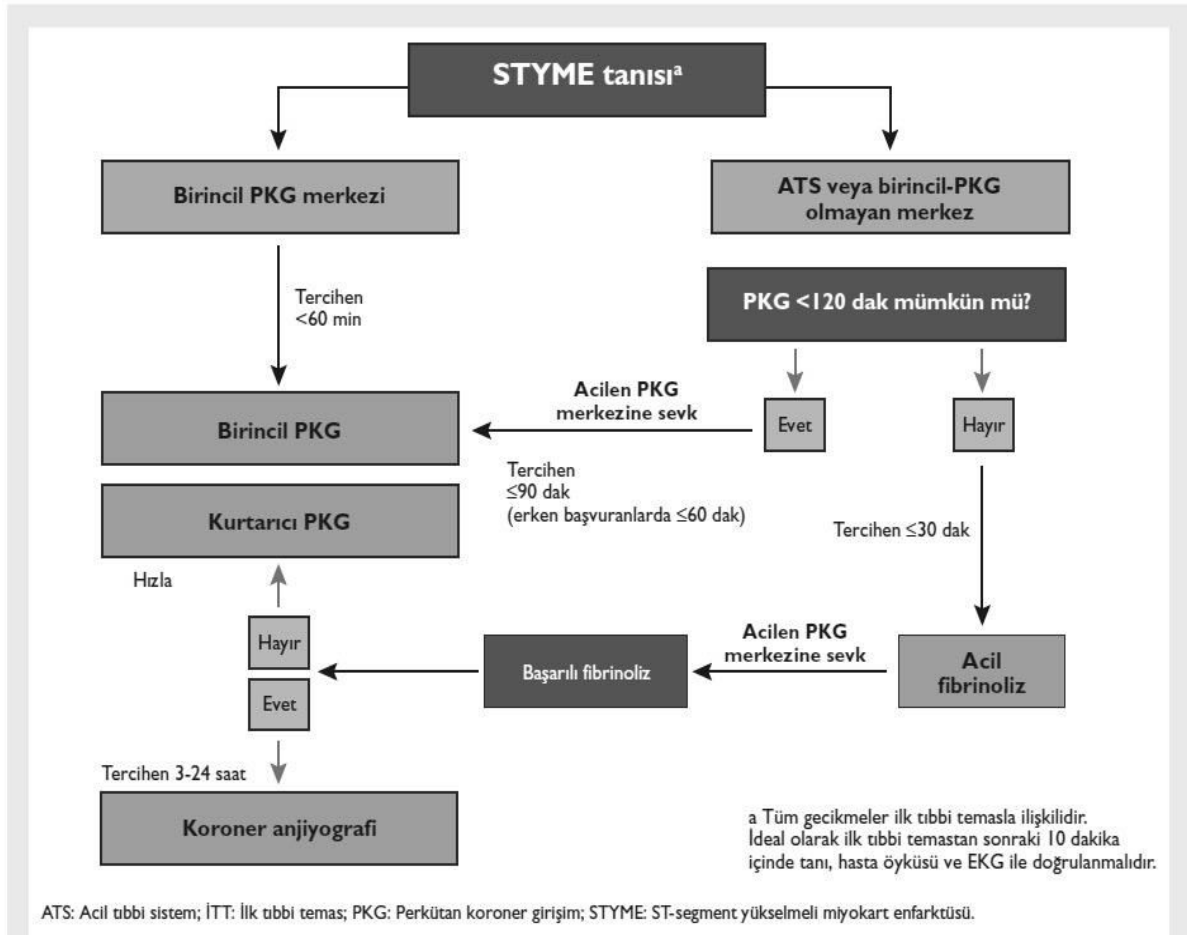 STYME tanısıᵃ
Birincil PKG merkezi
ATS veya birincil-PKG
olmayan merkez
Tercihen
<60 min
PKG <120 dak mümkün mü?
Acilen PKG
merkezine sevk
Evet
Hayır
Birincil PKG
Tercihen
≤90 dak
(erken başvuranlarda ≤60 dak)
Kurtarıcı PKG
Tercihen ≤30 dak
Hızla
Hayır
Evet
Başarılı fibrinoliz
Acilen PKG
merkezine sevk
Acil
fibrinoliz
Tercihen 3-24 saat
Koroner anjiyografi
a Tüm gecikmeler ilk tıbbi temasla ilişkilidir.
İdeal olarak ilk tıbbi temastan sonraki 10 dakika
içinde tanı, hasta öyküsü ve EKG ile doğrulanmalıdır.
ATS: Acil tıbbi sistem; İTT: İlk tıbbi temas; PKG: Perkütan koroner girişim; STYME: ST-segment yükselmeli miyokart enfarktüsü.